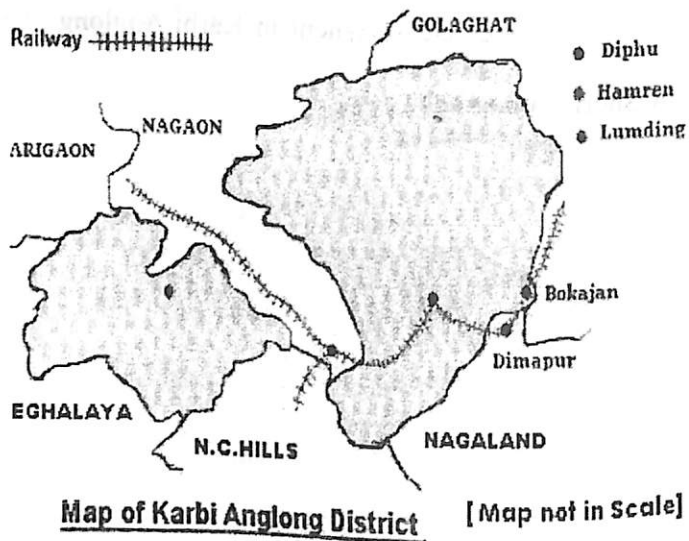 GOLAGHAT
Railway
Diphu
Hamren
Lumding
NAGAON
ARIGAON
Bokajan
Dimapur
EGHALAYA
N.C.HILLS
NAGALAND
Map of Karbi Anglong District
[Map not in Scale]